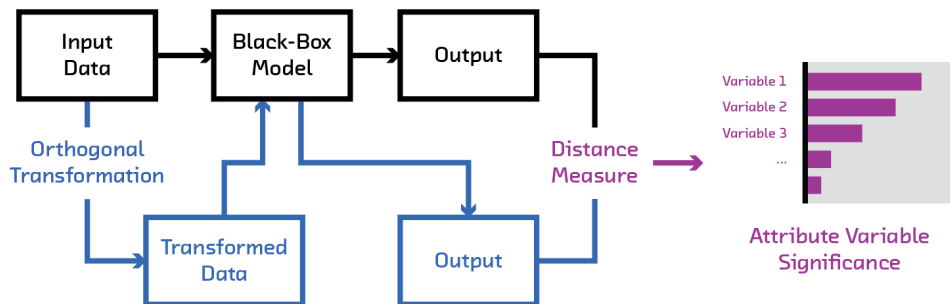 Input
Data
Black-Box
Model
Output
Orthogonal
Transformation
Transformed
Data
Output
Distance
Measure
Variable 1
Variable 2
Variable 3
...
Attribute Variable
Significance